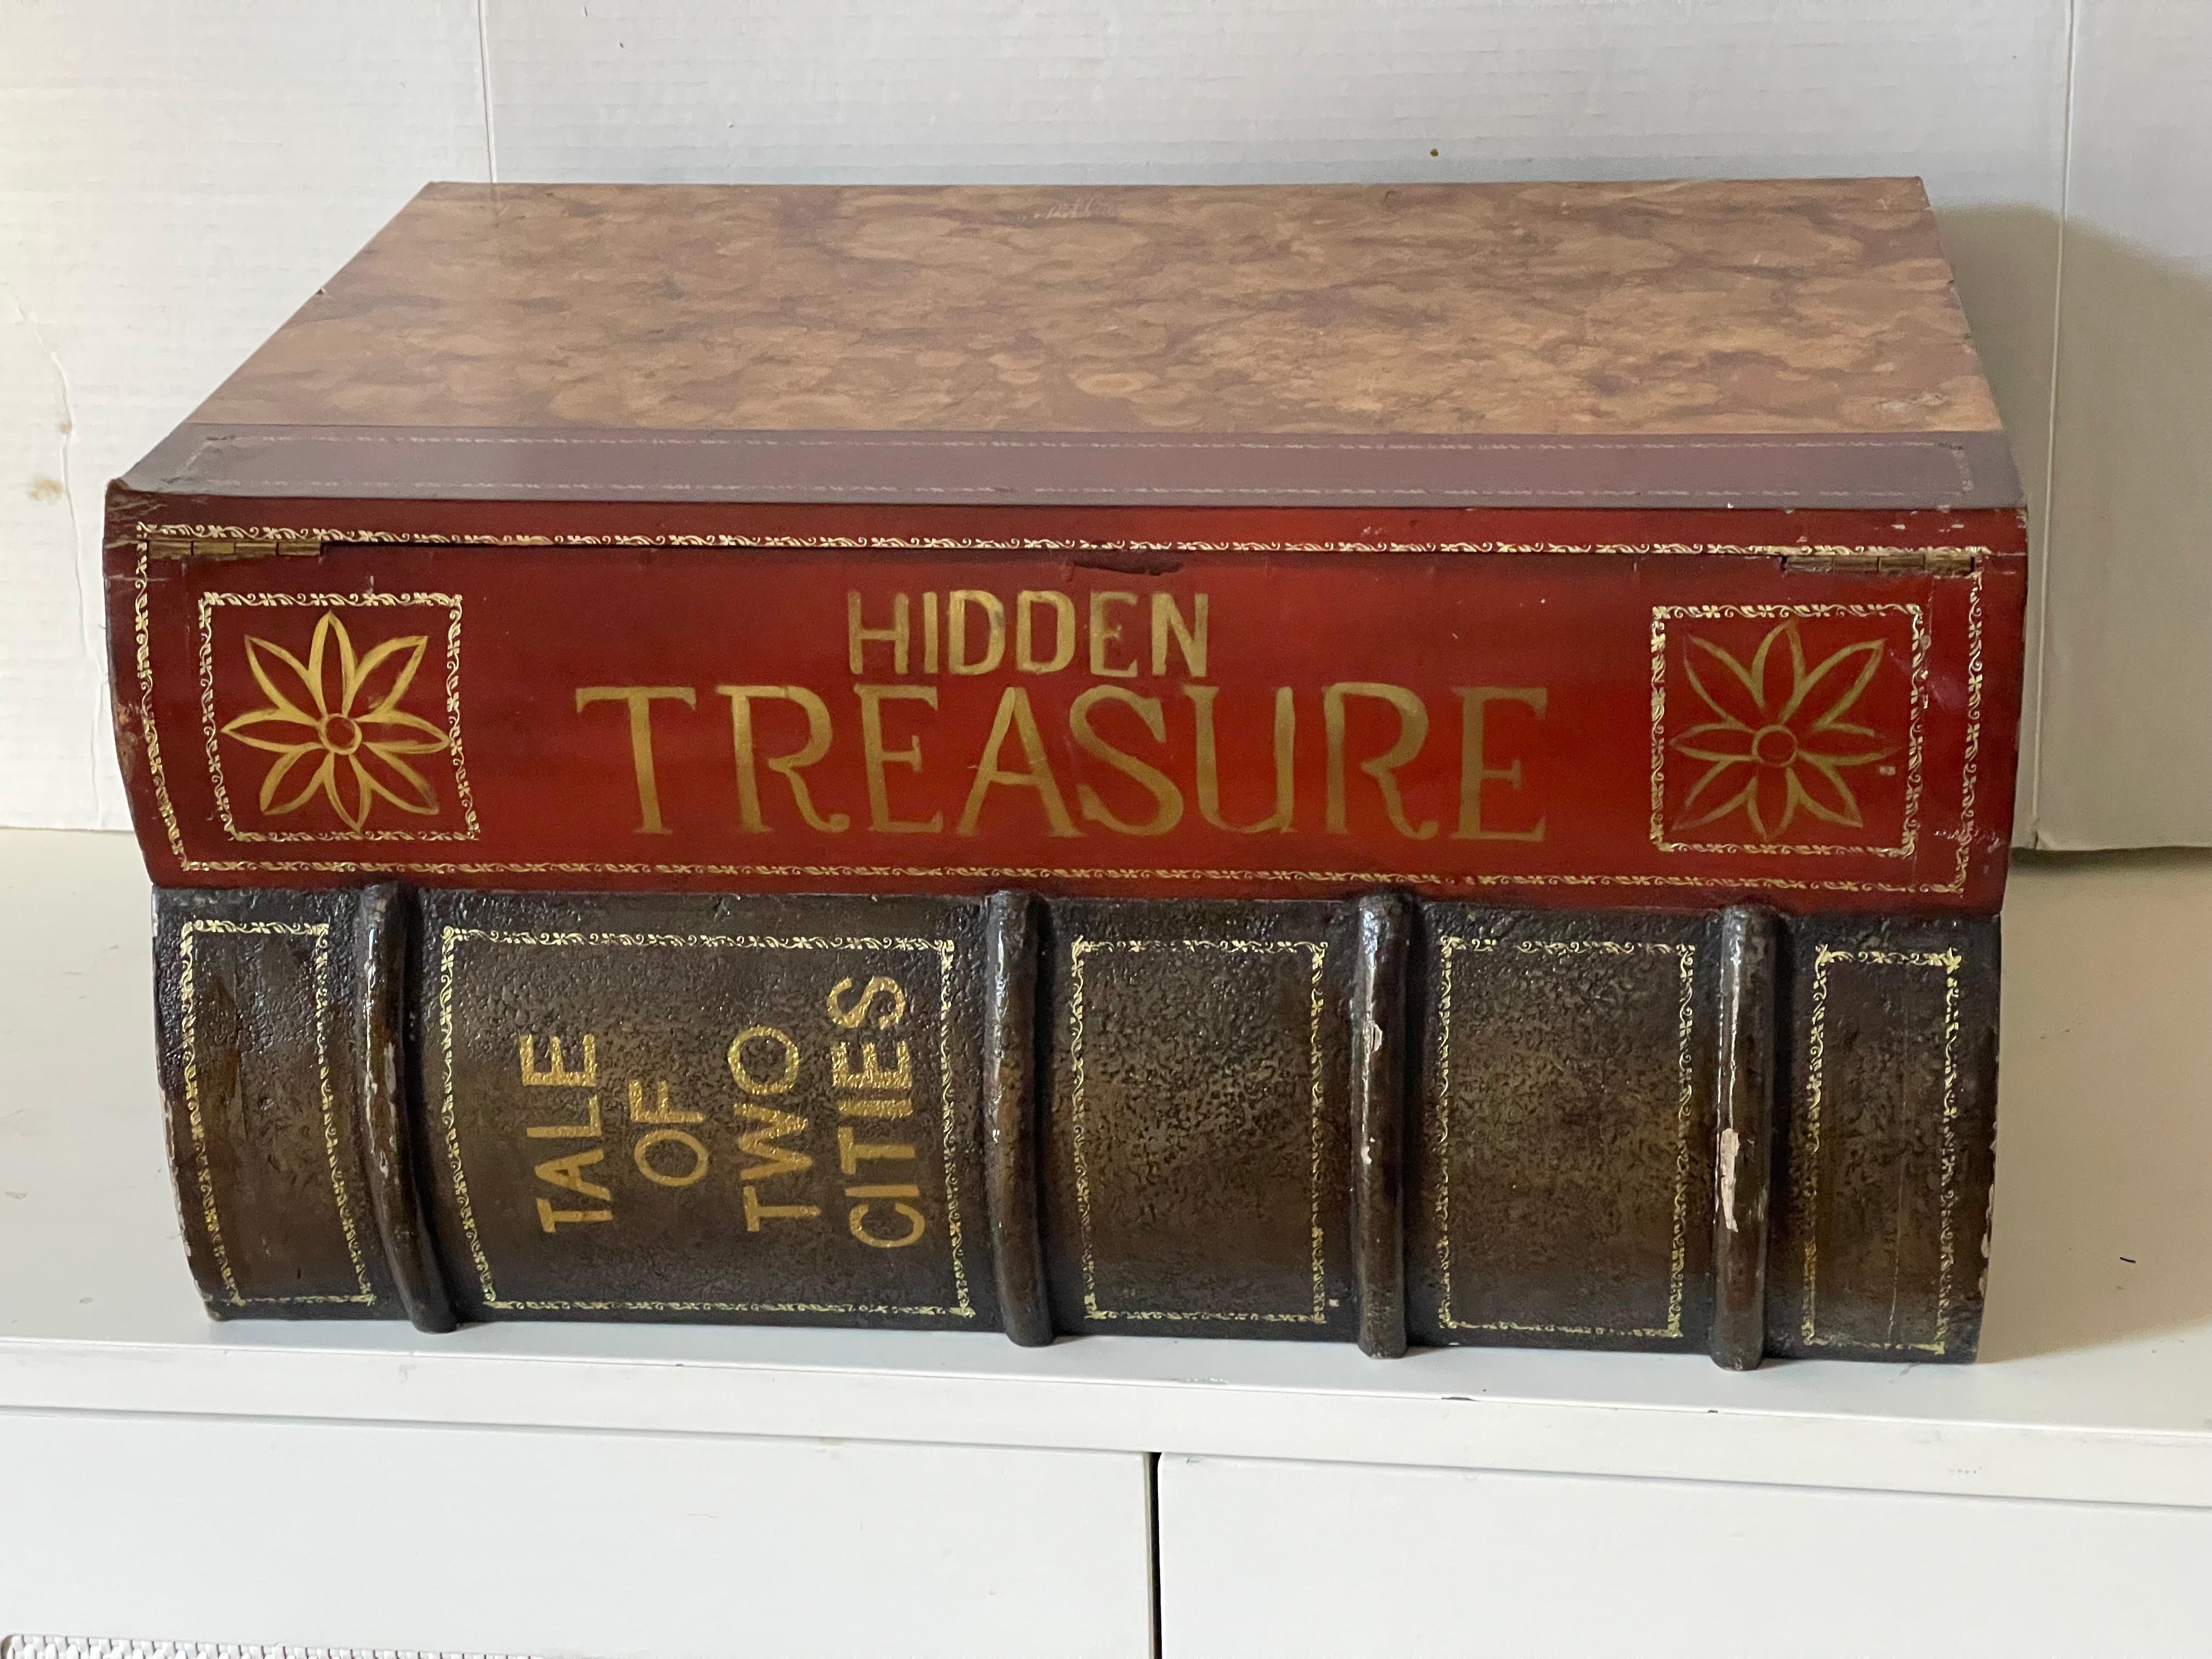 HIDDEN
TREASURE
TALE
OF
TWO
CITIES